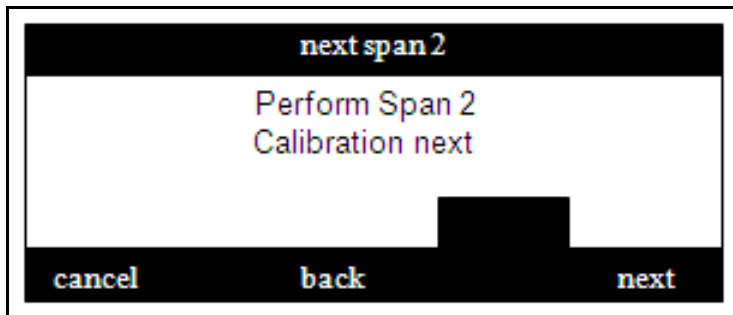 next span 2
Perform Span 2
Calibration next
cancel back next